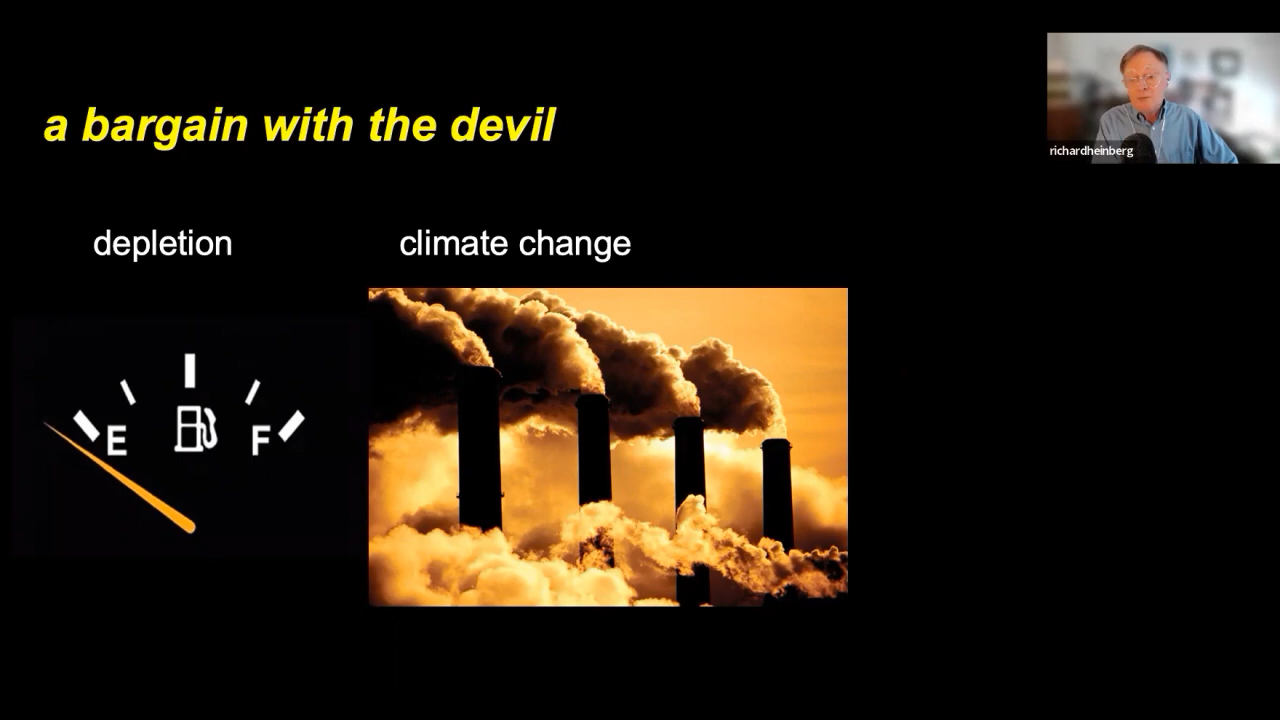 a bargain with the devil
richardheinberg
depletion
climate change
E
F